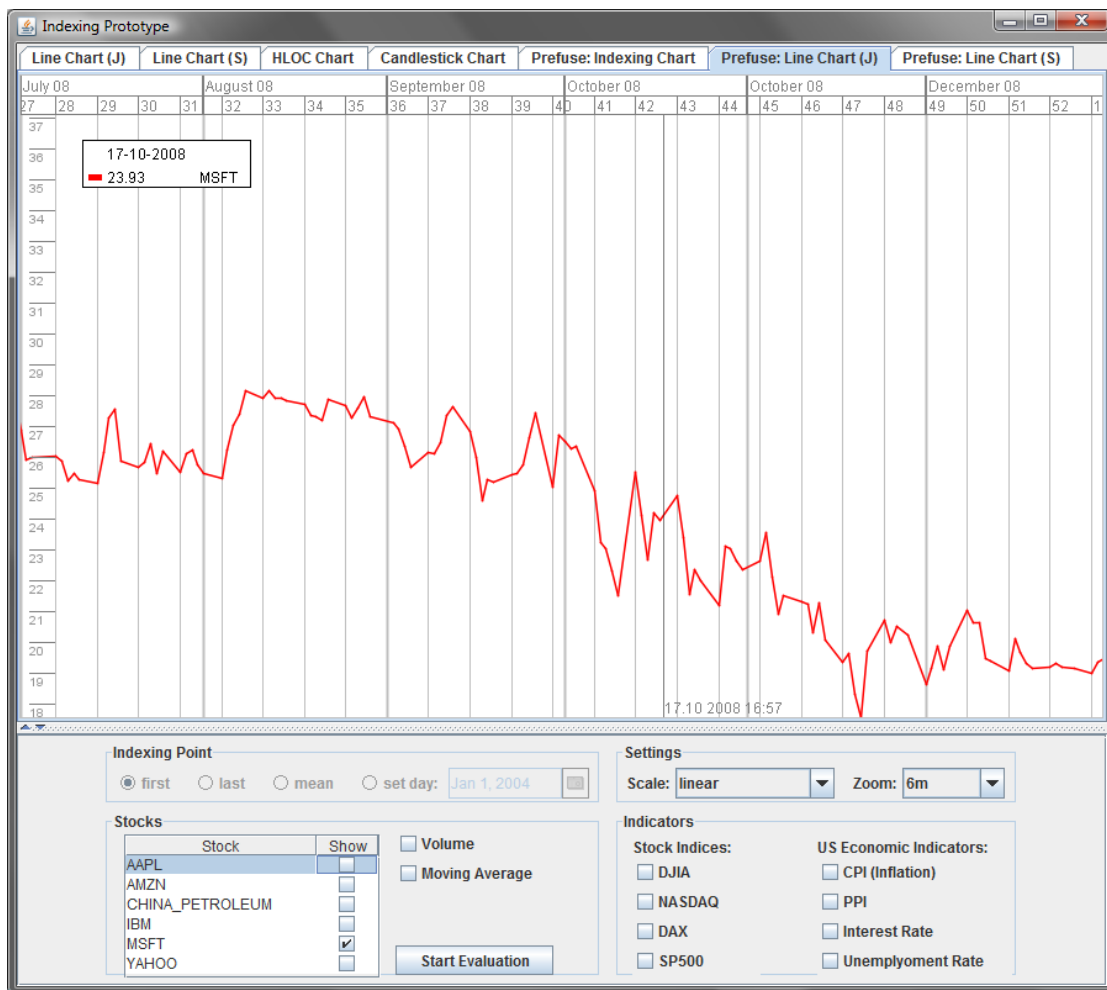 Indexing Prototype
Line Chart (J) Line Chart (S) HLOC Chart Candlestick Chart Prefuse: Indexing Chart Prefuse: Line Chart (J) Prefuse: Line Chart (S)
July 08 August 08 September 08 October 08 October 08 December 08
27 28 29 30 31 32 33 34 35 36 37 38 39 40 41 42 43 44 45 46 47 48 49 50 51 52 1
37
36
35
34
33
32
31
30
29
28
27
26
25
24
23
22
21
20
19
18
17-10-2008
23.93 MSFT
17.10 2008 16:57
Indexing Point
first last mean set day: Jan 1, 2004
Settings
Scale: linear Zoom: 6m
Stocks
Stock Show
AAPL
AMZN
CHINA_PETROLEUM
IBM
MSFT
YAHOO
Volume
Moving Average
Start Evaluation
Indicators
Stock Indices: US Economic Indicators:
DJIA CPI (Inflation)
NASDAQ PPI
DAX Interest Rate
SP500 Unemplyoment Rate